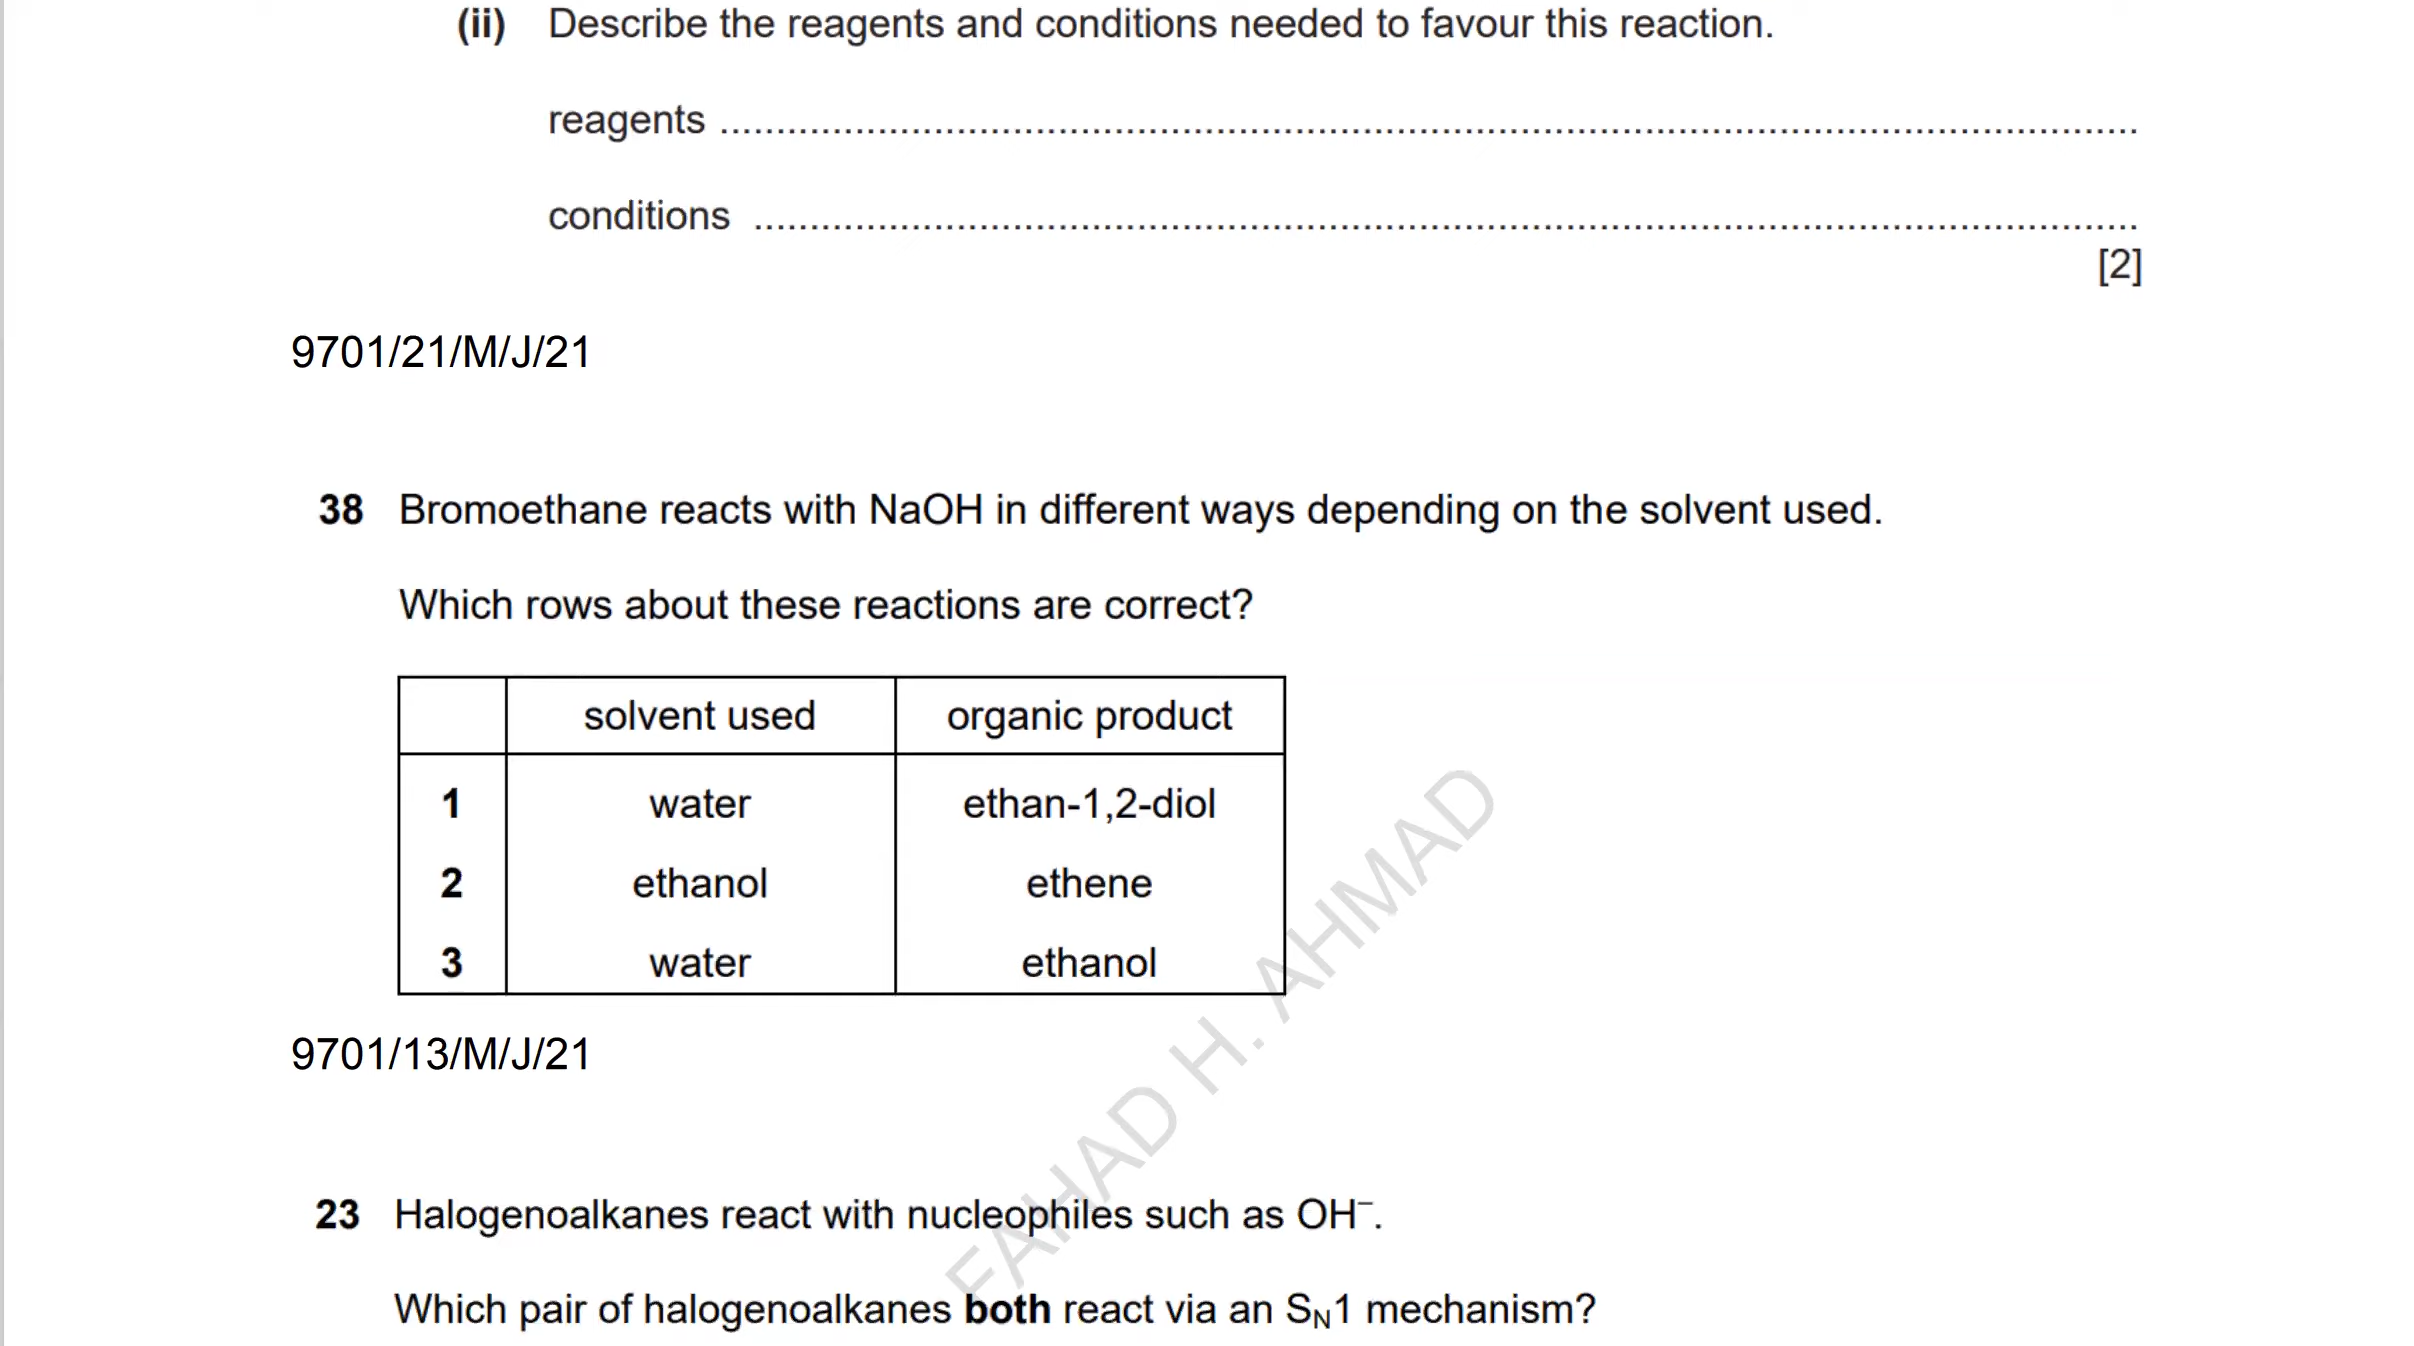 (ii) Describe the reagents and conditions needed to favour this reaction.
reagents ..............................................................................................................................
conditions ...........................................................................................................................
[2]
9701/21/M/J/21
38 Bromoethane reacts with NaOH in different ways depending on the solvent used.
Which rows about these reactions are correct?
solvent used organic product
1 water ethan-1,2-diol
2 ethanol ethene
3 water ethanol
9701/13/M/J/21
FAHAD H. AHMAD
23 Halogenoalkanes react with nucleophiles such as OH⁻.
Which pair of halogenoalkanes both react via an S_N1 mechanism?